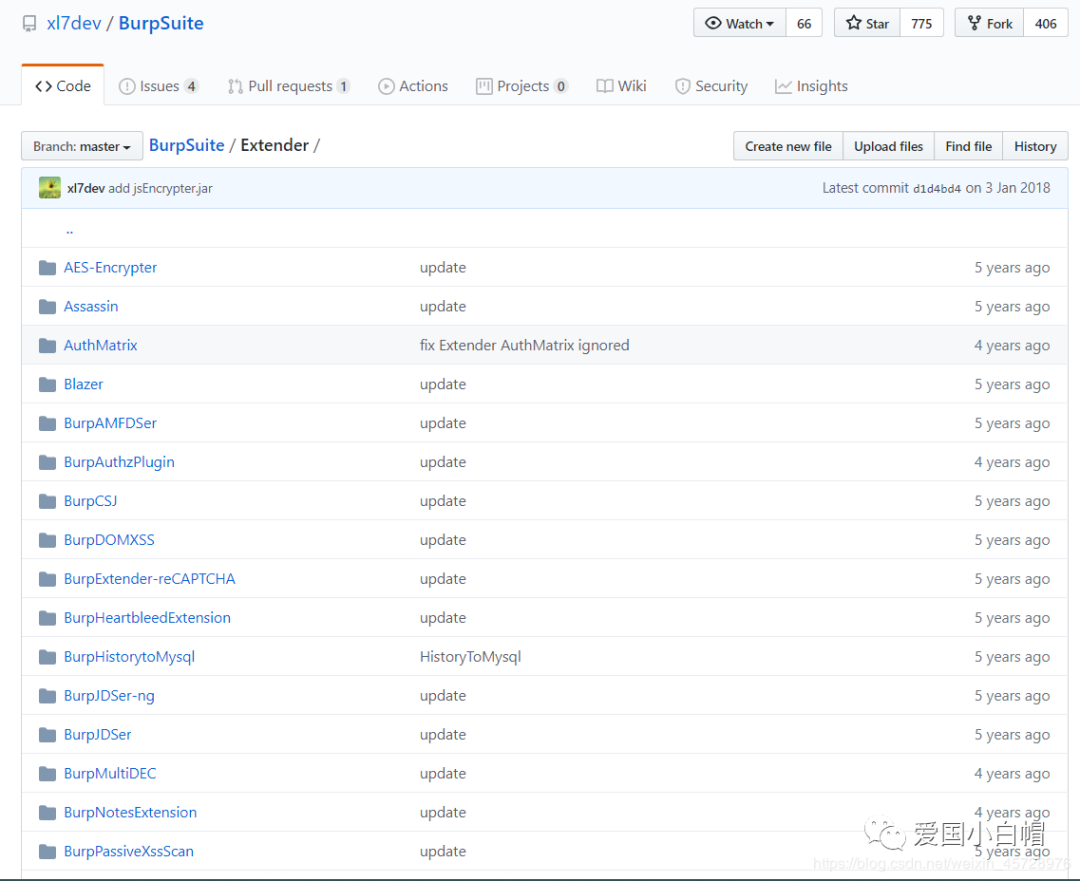 xl7dev / BurpSuite Watch 66 Star 775 Fork 406
Code Issues 4 Pull requests 1 Actions Projects 0 Wiki Security Insights
Branch: master BurpSuite / Extender / Create new file Upload files Find file History
xl7dev add jsEncrypter.jar Latest commit d1d4bd4 on 3 Jan 2018
..
AES-Encrypter update 5 years ago
Assassin update 5 years ago
AuthMatrix fix Extender AuthMatrix ignored 4 years ago
Blazer update 5 years ago
BurpAMFDSer update 5 years ago
BurpAuthzPlugin update 4 years ago
BurpCSJ update 5 years ago
BurpDOMXSS update 5 years ago
BurpExtender-reCAPTCHA update 5 years ago
BurpHeartbleedExtension update 5 years ago
BurpHistorytoMysql HistoryToMysql 5 years ago
BurpJDSer-ng update 5 years ago
BurpJDSer update 5 years ago
BurpMultiDEC update 4 years ago
BurpNotesExtension update 4 years ago
爱国小白帽
BurpPassiveXssScan update 5 years ago
https://blog.csdn.net/weixin_45728976